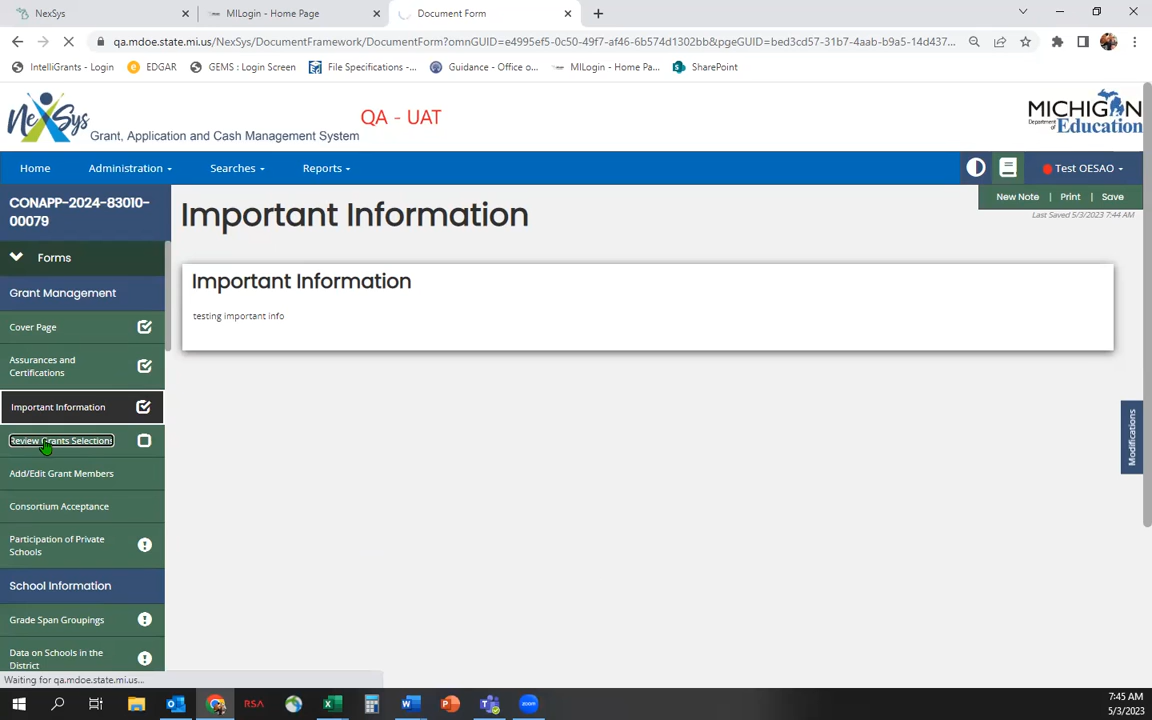 NexSys
MILogin - Home Page
Document Form
qa.mdoe.state.mi.us/NexSys/DocumentFramework/DocumentForm?omnGUID=e4995ef5-0c50-49f7-af46-6b574d1302bb&pgeGUID=bed3cd57-31b7-4aab-b9a5-14d437...
IntelliGrants - Login
EDGAR
GEMS : Login Screen
File Specifications -...
Guidance - Office o...
MILogin - Home Pa...
SharePoint
NexSys
Grant, Application and Cash Management System
QA - UAT
MICHIGAN
Department of Education
Home
Administration
Searches
Reports
Test OESAO
CONAPP-2024-83010-
00079
New Note | Print | Save
Last Saved 5/3/2023 7:44 AM
Important Information
Forms
Grant Management
Cover Page
Assurances and
Certifications
Important Information
Review Grants Selections
Add/Edit Grant Members
Consortium Acceptance
Participation of Private
Schools
School Information
Grade Span Groupings
Data on Schools in the
District
Important Information
testing important info
Modifications
Waiting for qa.mdoe.state.mi.us...
RSA
zoom
7:45 AM
5/3/2023